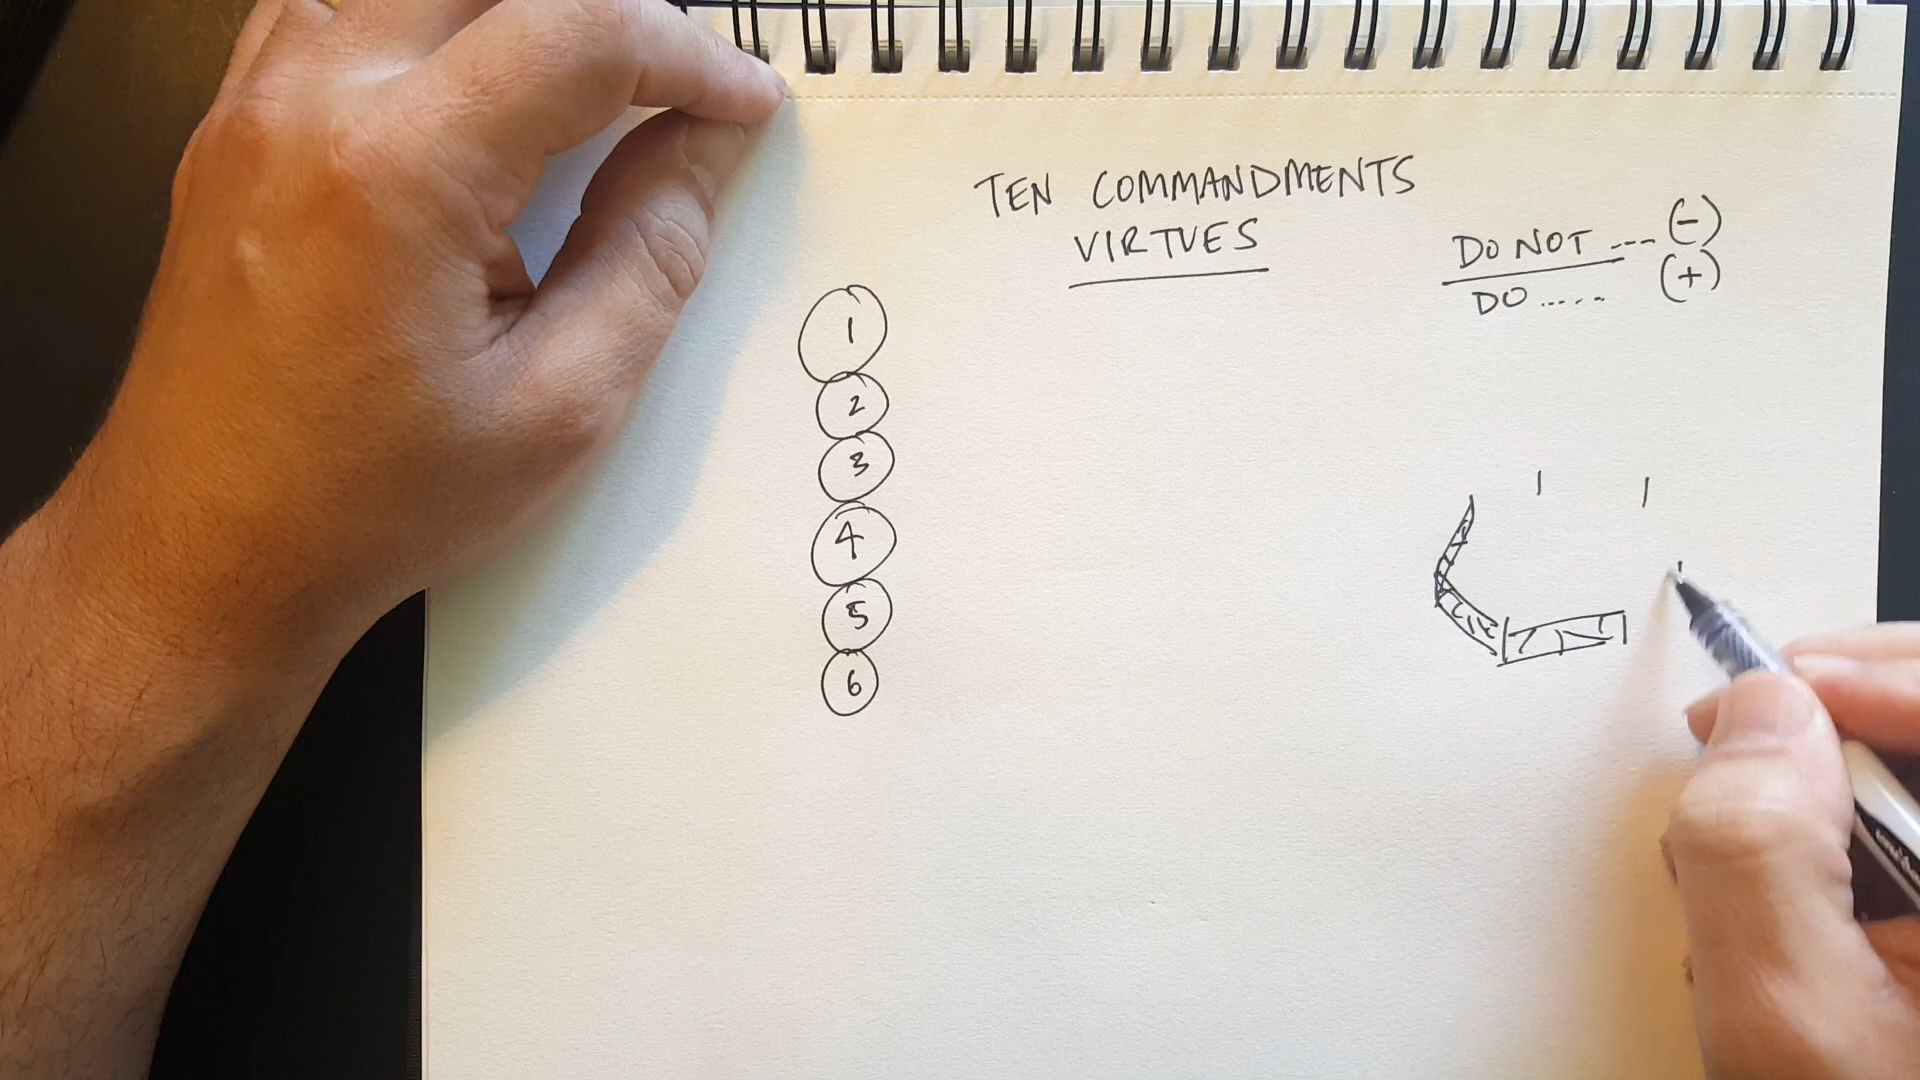 TEN COMMANDMENTS
VIRTUES
DO NOT ---- (-)
DO ..... (+)
1
2
3
4
5
6